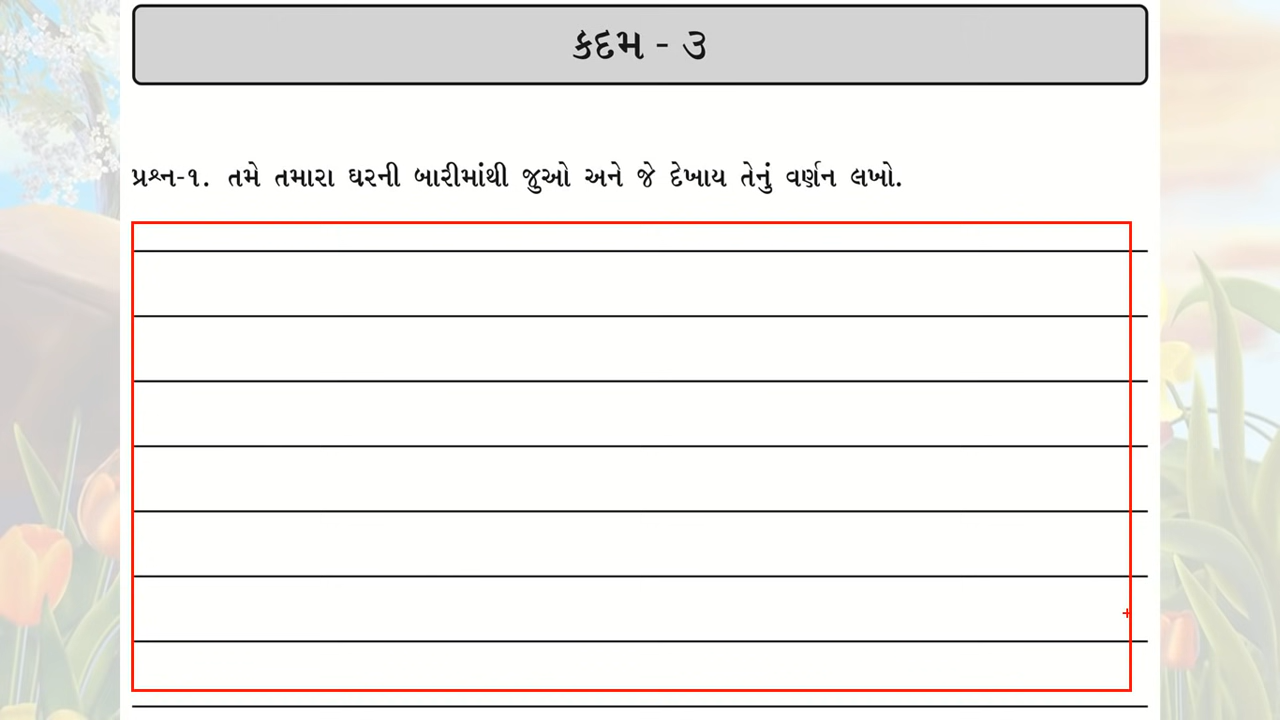 કદમ - ૩
પ્રશ્ન-૧. તમે તમારા ઘરની બારીમાંથી જુઓ અને જે દેખાય તેનું વર્ણન લખો.